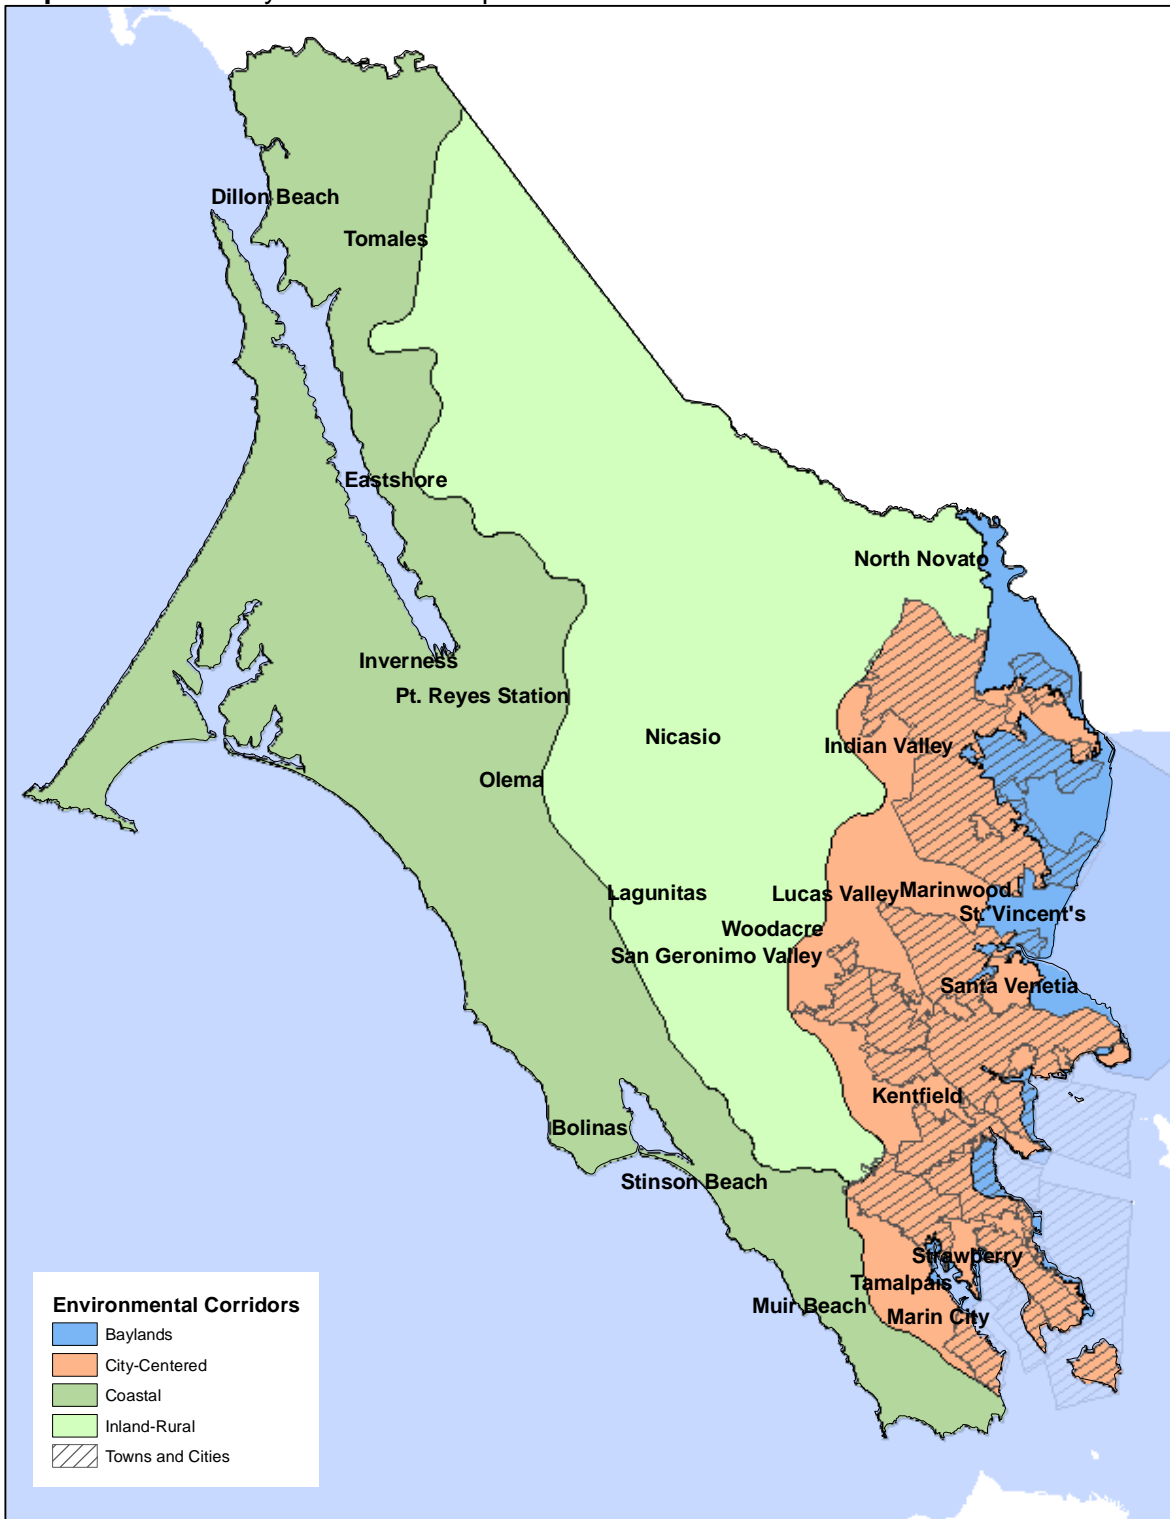 Dillon Beach
Tomales
Eastshore
North Novato
Inverness
Pt. Reyes Station
Nicasio
Indian Valley
Olema
Lagunitas
Lucas Valley
Marinwood
St. Vincent's
Woodacre
San Geronimo Valley
Santa Venetia
Kentfield
Bolinas
Stinson Beach
Strawberry
Tamalpais
Muir Beach
Marin City
Environmental Corridors
Baylands
City-Centered
Coastal
Inland-Rural
Towns and Cities